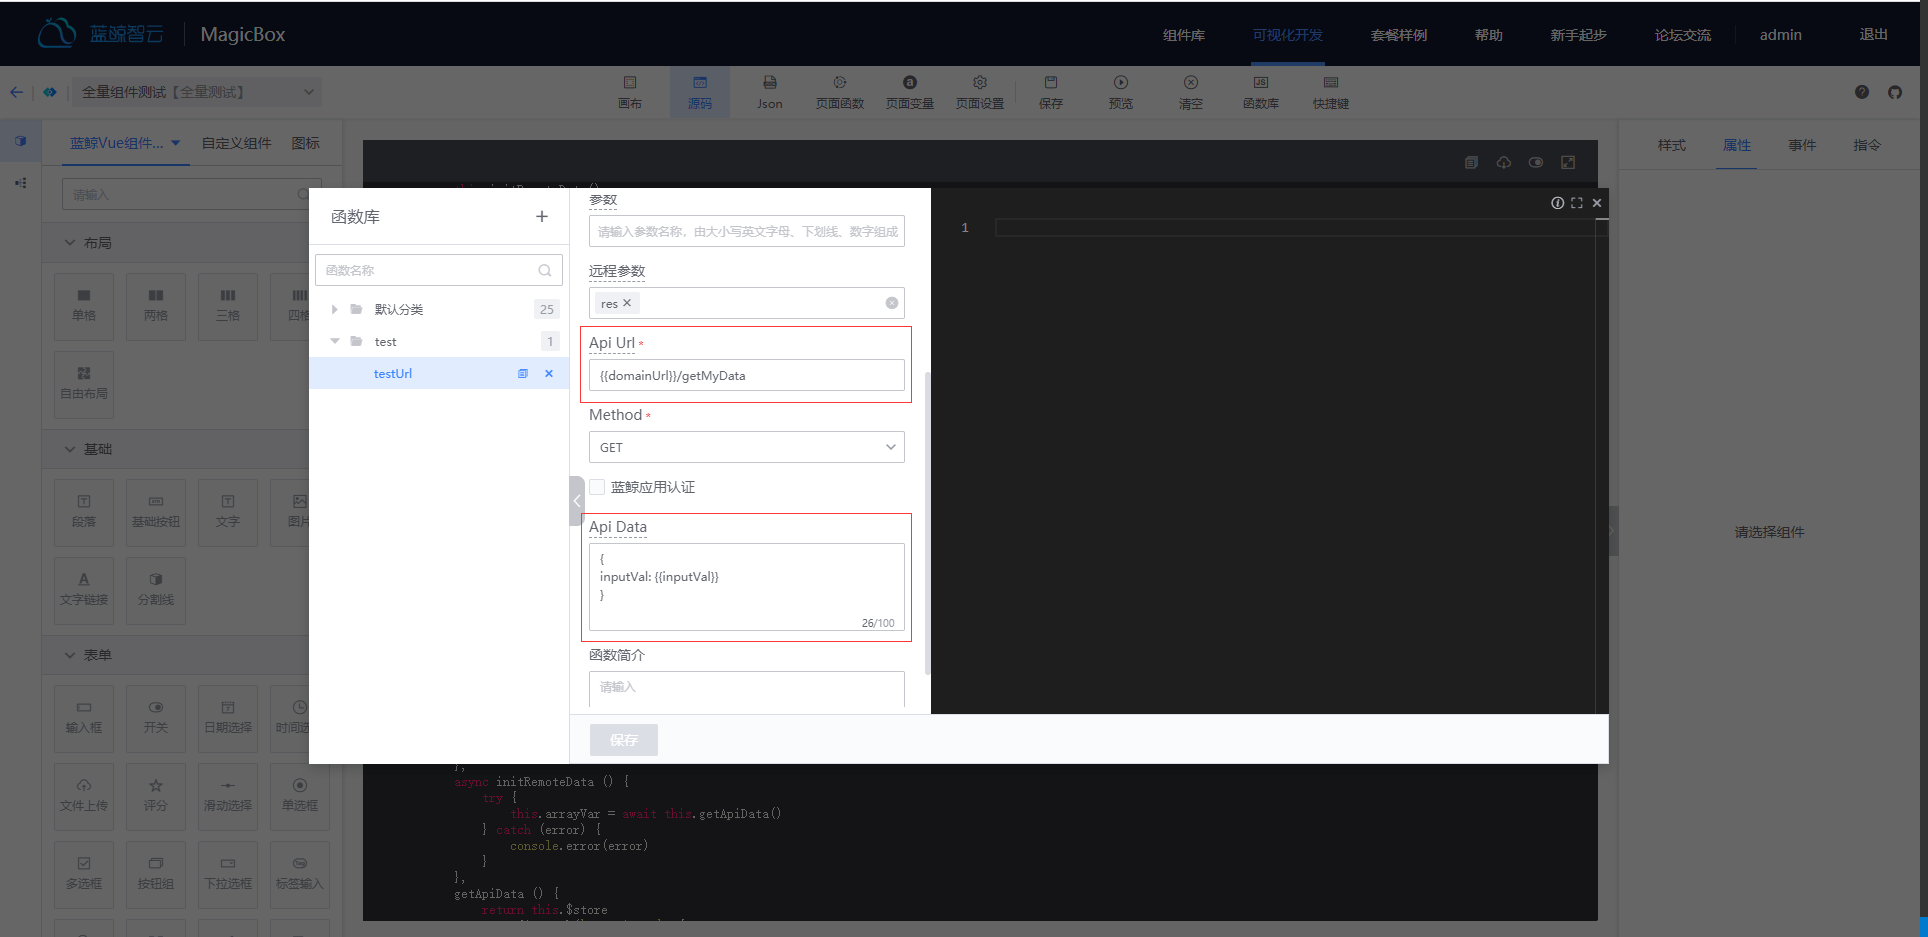 蓝鲸智云
MagicBox
组件库
可视化开发
套餐样例
帮助
新手起步
论坛交流
admin
退出
全量组件测试【全量测试】
画布
源码
Json
页面函数
页面变量
页面设置
保存
预览
清空
函数库
快捷键
蓝鲸Vue组件...
自定义组件
图标
样式
属性
事件
指令
请输入
布局
单格
两格
三格
四格
自由布局
基础
段落
基础按钮
文字
图片
文字链接
分割线
表单
输入框
开关
日期选择
时间选
文件上传
评分
滑动选择
单选框
多选框
按钮组
下拉选框
标签输入
函数库
函数名称
默认分类
25
test
1
testUrl
参数
请输入参数名称，由大小写英文字母、下划线、数字组成
远程参数
res
Api Url *
{{domainUrl}}/getMyData
Method *
GET
蓝鲸应用认证
Api Data
{
inputVal: {{inputVal}}
}
26/100
函数简介
请输入
保存
1
请选择组件
},
async initRemoteData () {
try {
this.arrayVar = await this.getApiData()
} catch (error) {
console.error(error)
}
},
getApiData () {
return this.$store